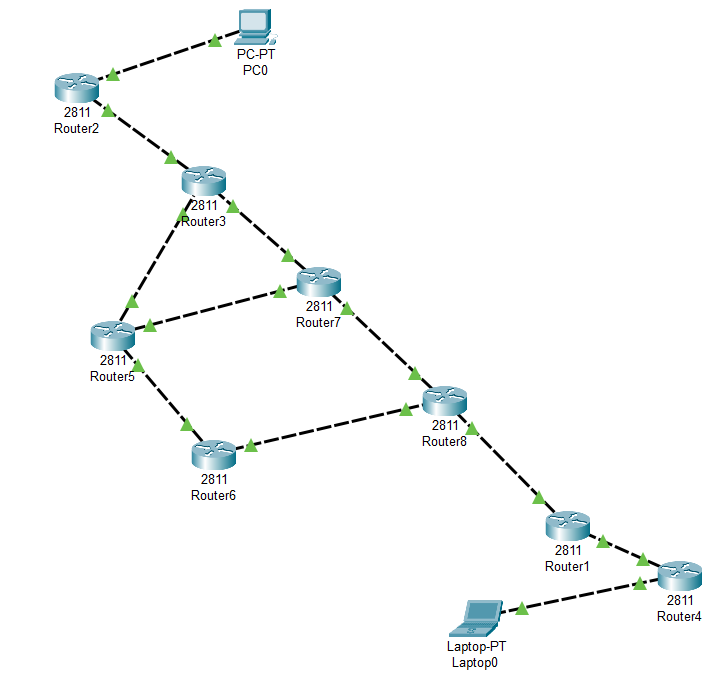 PC-PT
PC0
2811
Router2
2811
Router3
2811
Router7
2811
Router5
2811
Router8
2811
Router6
2811
Router1
2811
Router4
Laptop-PT
Laptop0